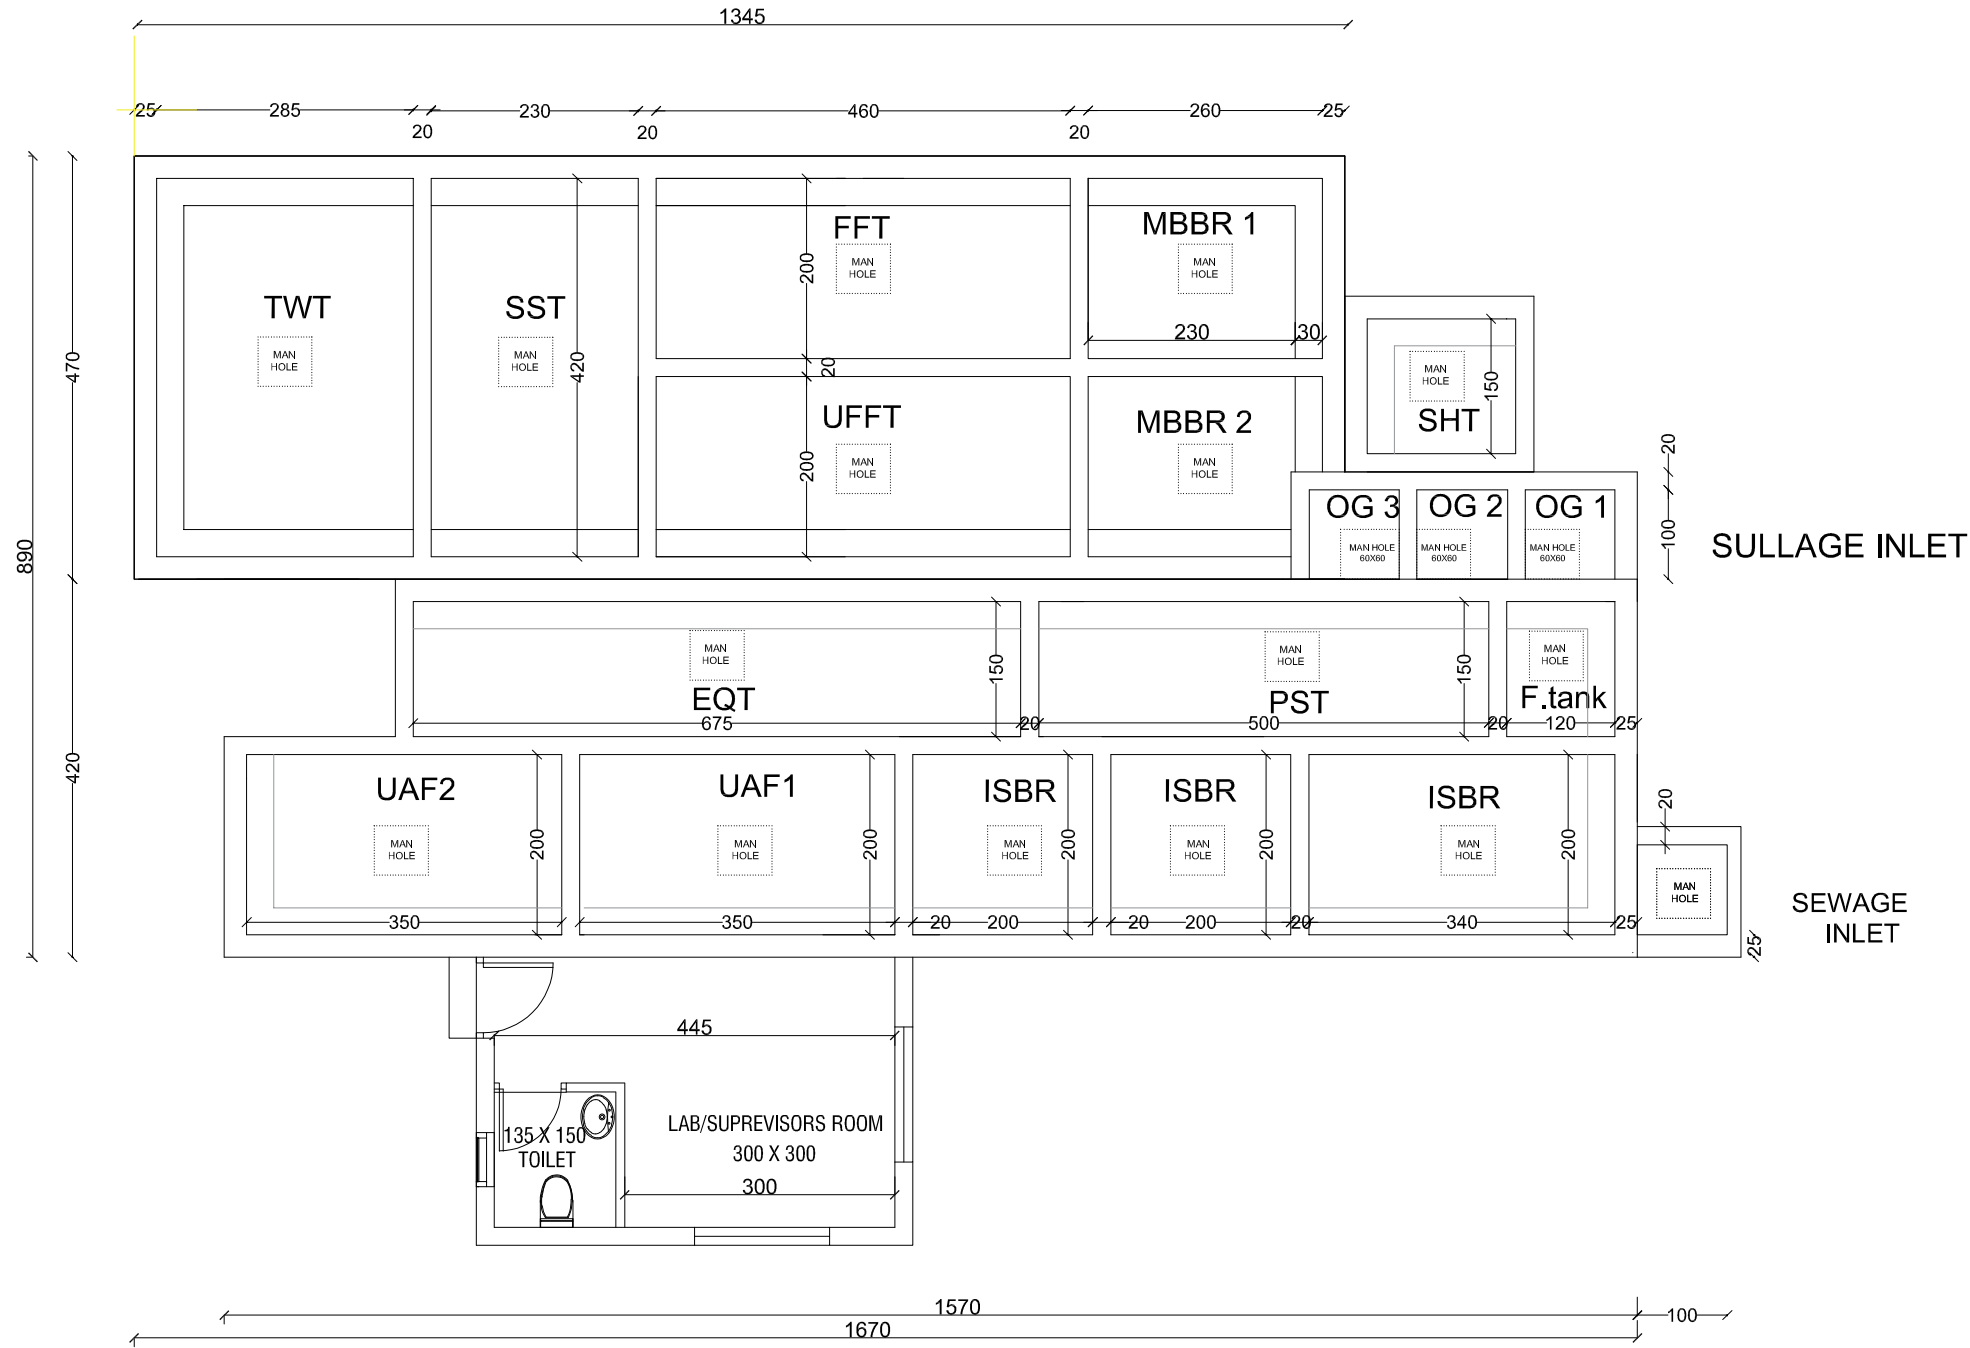 1345
25
285
20
230
20
460
20
260
25
FFT
MAN
HOLE
MBBR 1
MAN
HOLE
TWT
MAN
HOLE
SST
MAN
HOLE
420
200
20
200
230
30
UFFT
MAN
HOLE
MBBR 2
MAN
HOLE
MAN
HOLE
SHT
150
470
890
420
20
100
OG 3
OG 2
OG 1
MAN HOLE
60X60
MAN HOLE
60X60
MAN HOLE
60X60
SULLAGE INLET
MAN
HOLE
EQT
675
150
20
MAN
HOLE
PST
500
150
20
MAN
HOLE
F.tank
120
25
UAF2
MAN
HOLE
200
350
UAF1
MAN
HOLE
200
350
ISBR
MAN
HOLE
200
20
200
ISBR
MAN
HOLE
200
20
200
20
ISBR
MAN
HOLE
200
340
25
20
MAN
HOLE
25
SEWAGE
INLET
445
135 X 150
TOILET
LAB/SUPREVISORS ROOM
300 X 300
300
1570
100
1670